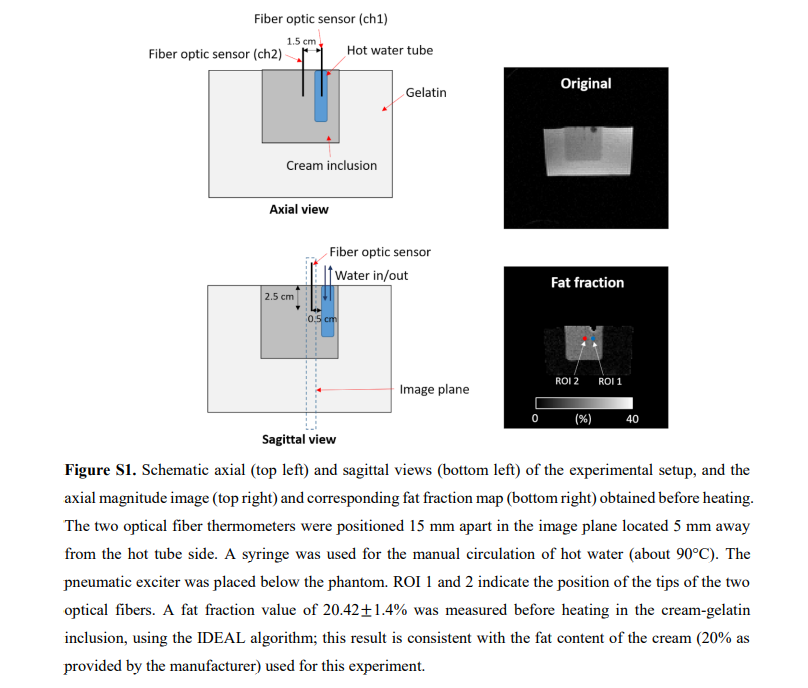 Fiber optic sensor (ch1)
1.5 cm
Fiber optic sensor (ch2)
Hot water tube
Gelatin
Cream inclusion
Axial view
Original
Fiber optic sensor
Water in/out
2.5 cm
0.5 cm
Image plane
Sagittal view
Fat fraction
ROI 2 ROI 1
0 (%) 40
Figure S1. Schematic axial (top left) and sagittal views (bottom left) of the experimental setup, and the
axial magnitude image (top right) and corresponding fat fraction map (bottom right) obtained before heating.
The two optical fiber thermometers were positioned 15 mm apart in the image plane located 5 mm away
from the hot tube side. A syringe was used for the manual circulation of hot water (about 90°C). The
pneumatic exciter was placed below the phantom. ROI 1 and 2 indicate the position of the tips of the two
optical fibers. A fat fraction value of 20.42±1.4% was measured before heating in the cream-gelatin
inclusion, using the IDEAL algorithm; this result is consistent with the fat content of the cream (20% as
provided by the manufacturer) used for this experiment.